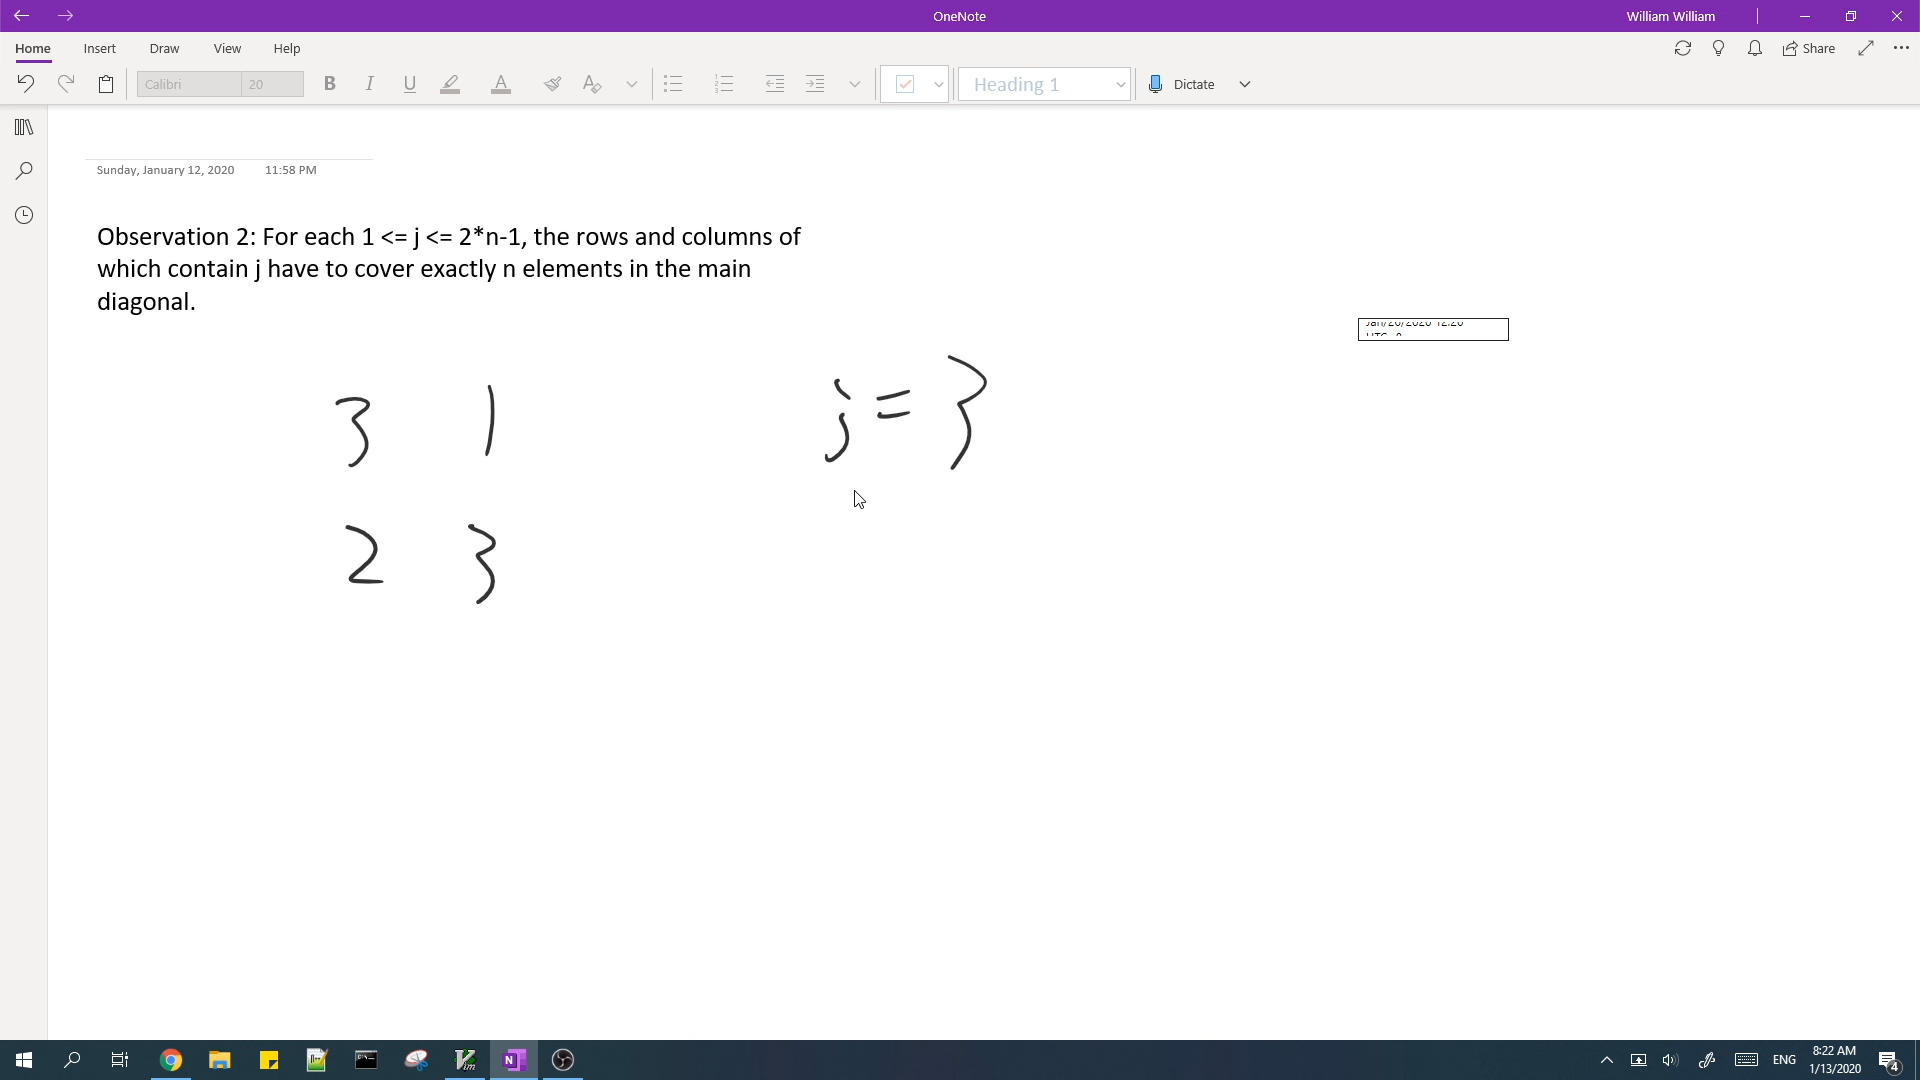 OneNote
William William
Home Insert Draw View Help
Share
Calibri 20 B I U A Heading 1 Dictate
Sunday, January 12, 2020 11:58 PM
Observation 2: For each 1 <= j <= 2*n-1, the rows and columns of
which contain j have to cover exactly n elements in the main
diagonal.
3 1
j = 3
2 3
ENG
8:22 AM
1/13/2020
4